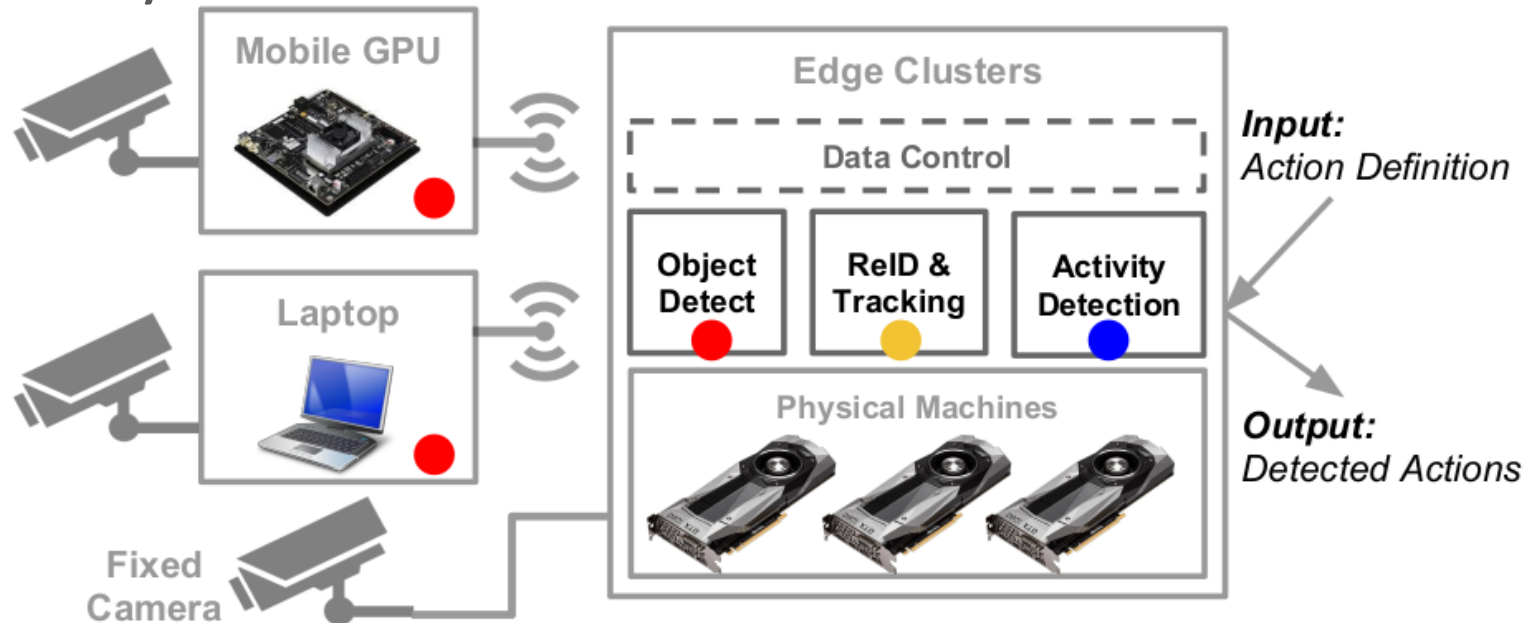 Mobile GPU
Edge Clusters
Input:
Action Definition
Data Control
Object
Detect
ReID &
Tracking
Activity
Detection
Laptop
Physical Machines
Output:
Detected Actions
Fixed
Camera